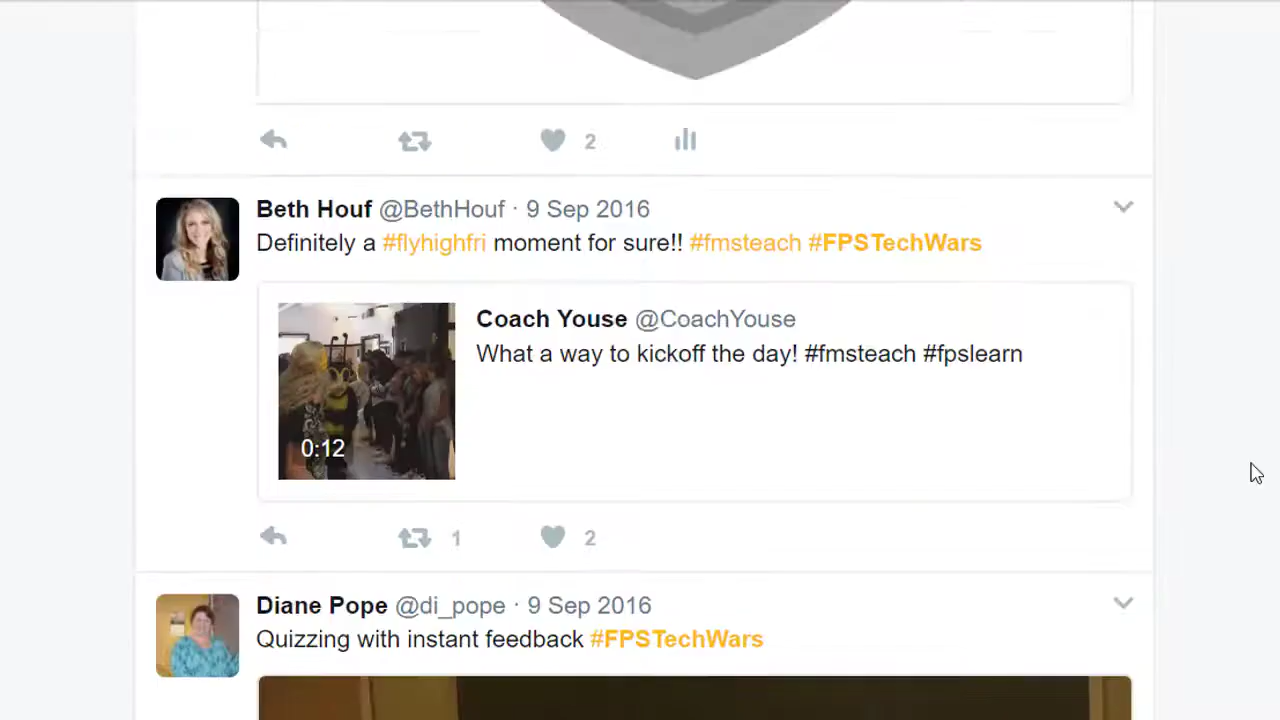 2
Beth Houf @BethHouf · 9 Sep 2016
Definitely a #flyhighfri moment for sure!! #fmsteach #FPSTechWars
Coach Youse @CoachYouse
What a way to kickoff the day! #fmsteach #fpslearn
0:12
1 2
Diane Pope @di_pope · 9 Sep 2016
Quizzing with instant feedback #FPSTechWars